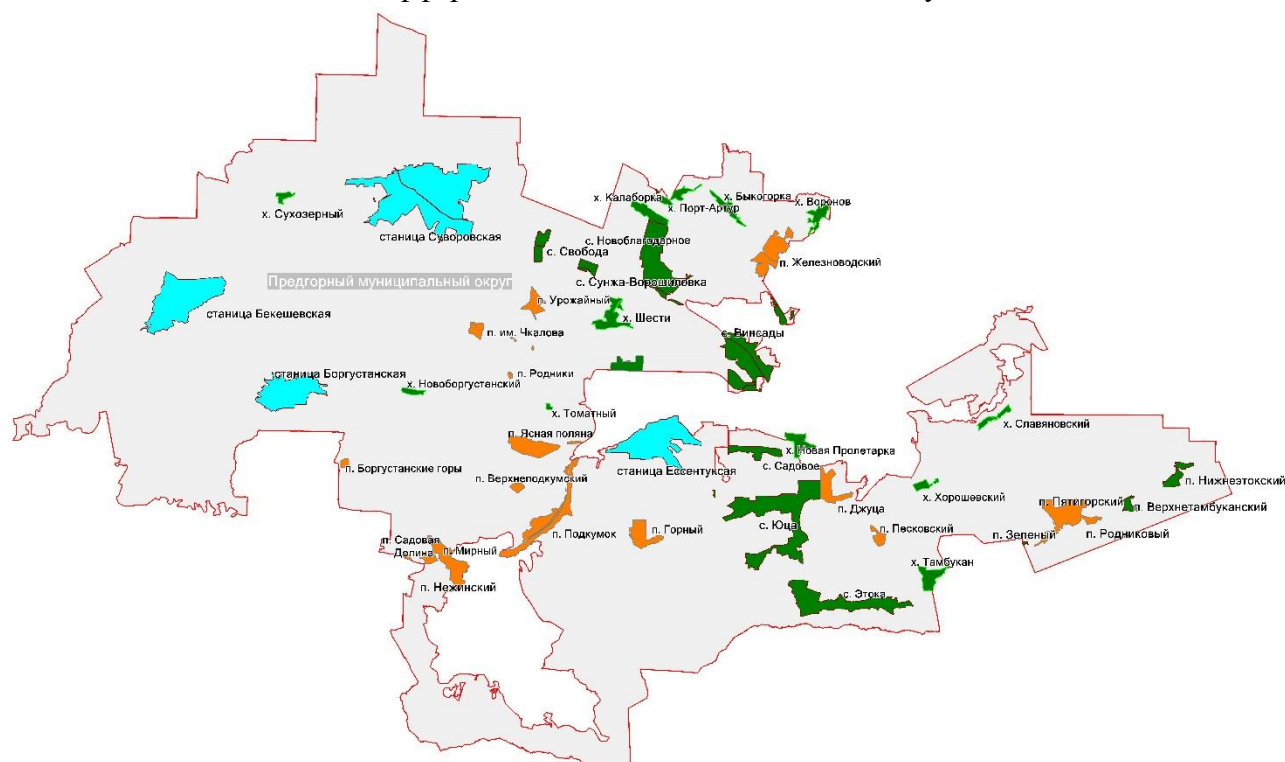 х. Калаборка
х. Быкогорка
х. Порт-Артур
х. Воронов
х. Сухозерный
станица Суворовская
с. Новоблагодарное
с. Свобода
п. Железноводский
Предгорный муниципальный округ
с. Сунжа-Ворошиловка
п. Урожайный
станица Бекешевская
х. Шести
п. им. Чкалова
с. Винсады
станица Боргустанская
п. Родники
х. Новоборгустанский
х. Томатный
х. Славяновский
п. Ясная поляна
х. Новая Пролетарка
п. Боргустанские горы
станица Ессентуксая
с. Садовое
п. Верхнеподкумский
п. Нижнеэтокский
х. Хорошевский
п. Пятигорский
п. Джуца
п. Верхнетамбуканский
с. Юца
п. Подкумок
п. Горный
п. Песковский
п. Зеленый
п. Родниковый
п. Садовая
Долина
п. Мирный
х. Тамбукан
п. Нежинский
с. Этока